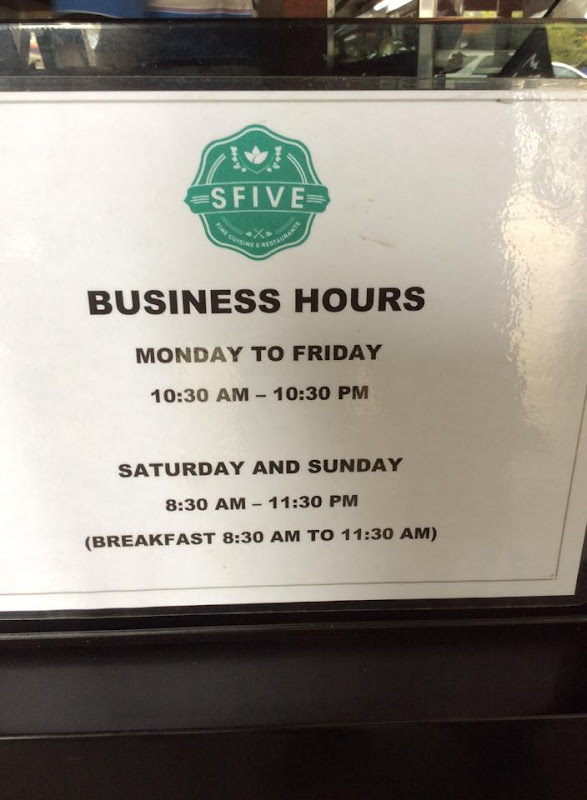 SFIVE
FINE CUISINE & RESTAURANTS
BUSINESS HOURS
MONDAY TO FRIDAY
10:30 AM – 10:30 PM
SATURDAY AND SUNDAY
8:30 AM – 11:30 PM
(BREAKFAST 8:30 AM TO 11:30 AM)